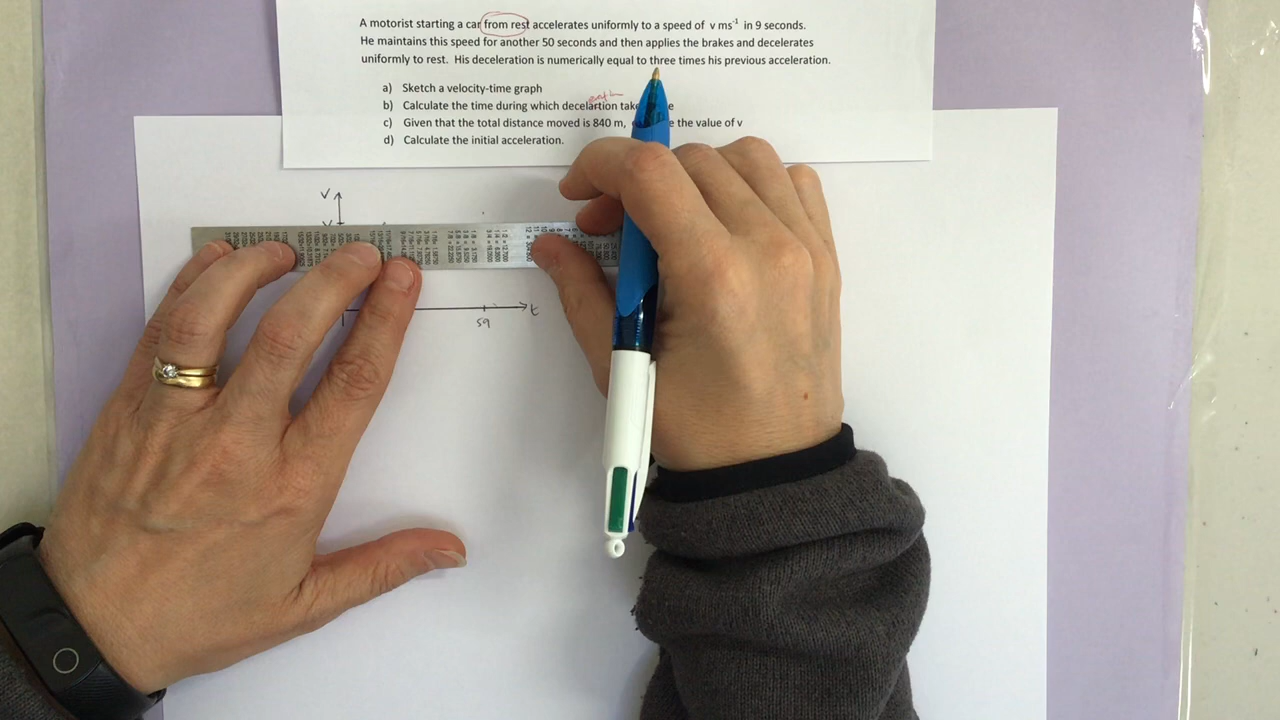 A motorist starting a car from rest accelerates uniformly to a speed of v ms⁻¹ in 9 seconds.
He maintains this speed for another 50 seconds and then applies the brakes and decelerates
uniformly to rest. His deceleration is numerically equal to three times his previous acceleration.
a) Sketch a velocity-time graph
b) Calculate the time during which decelartion
c) Given that the total distance moved is 840 m, the value of v
d) Calculate the initial acceleration.
V
V
t
59